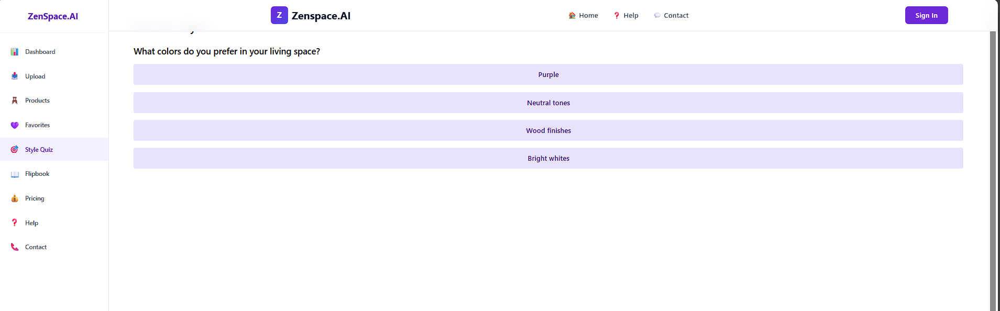 ZenSpace.AI
Z Zenspace.AI
Home
Help
Contact
Sign In
Dashboard
Upload
Products
Favorites
Style Quiz
Flipbook
Pricing
Help
Contact
What colors do you prefer in your living space?
Purple
Neutral tones
Wood finishes
Bright whites